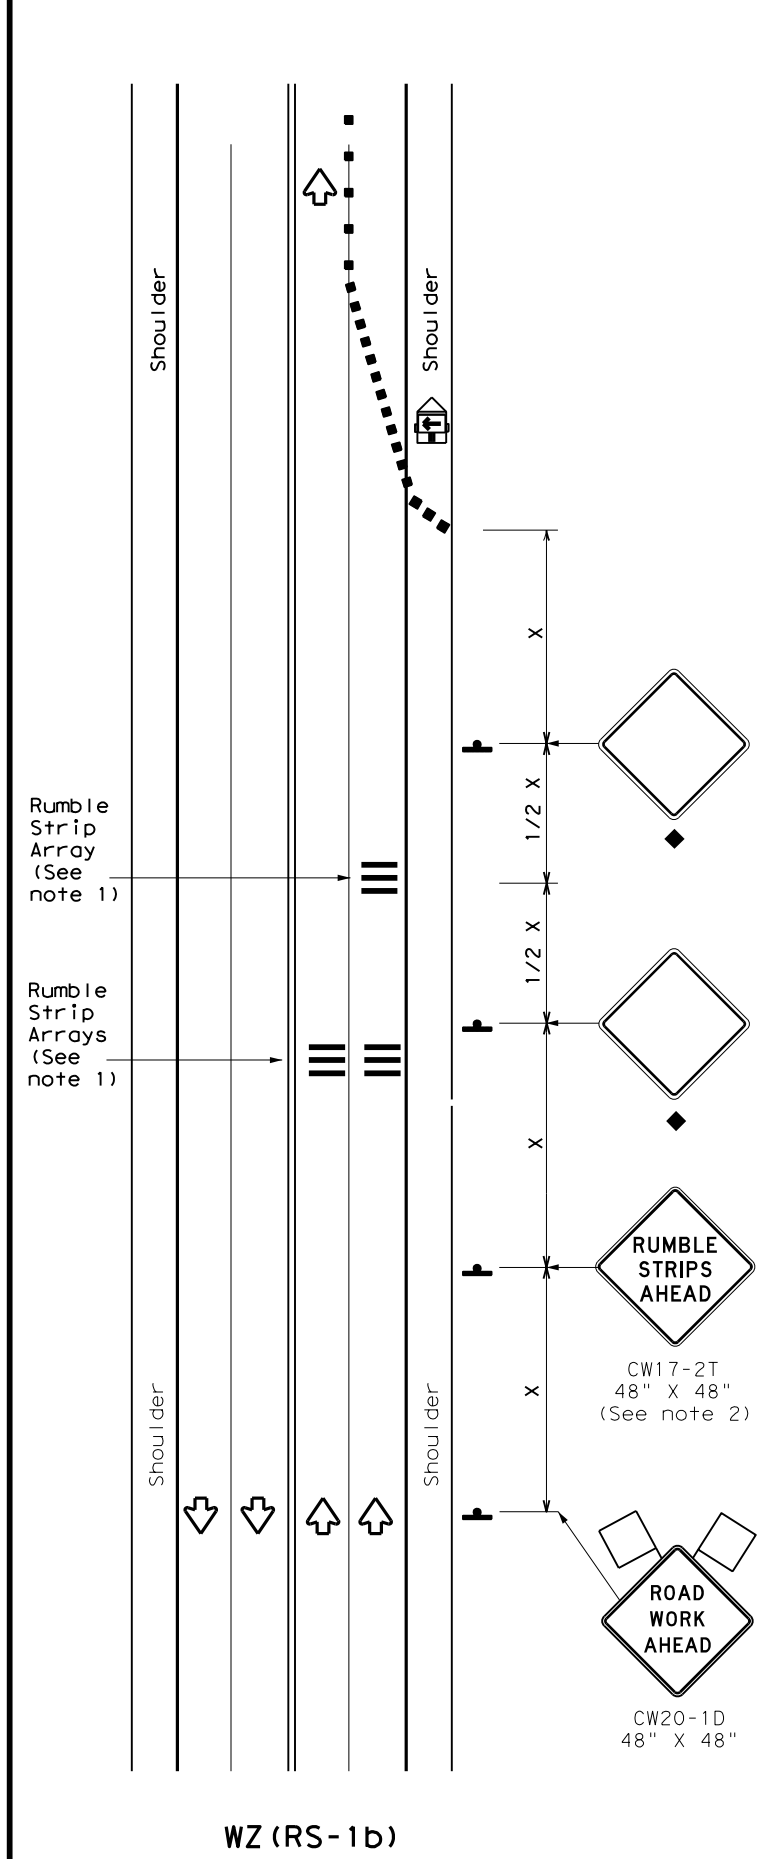 Shoulder
Shoulder
X
1/2 X
Rumble
Strip
Array
(See
note 1)
1/2 X
Rumble
Strip
Arrays
(See
note 1)
X
RUMBLE
STRIPS
AHEAD
CW17-2T
48" X 48"
(See note 2)
X
Shoulder
Shoulder
ROAD
WORK
AHEAD
CW20-1D
48" X 48"
WZ(RS-1b)